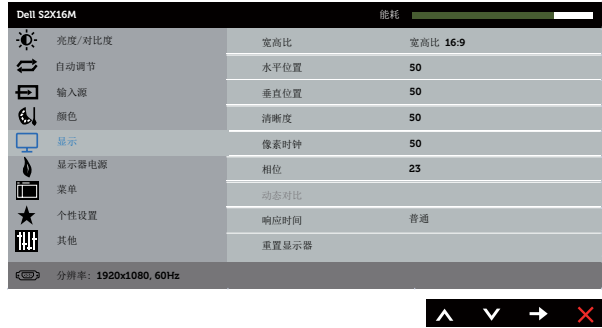 Dell S2X16M 能耗
亮度/对比度
自动调节
输入源
颜色
显示
显示器电源
菜单
个性设置
其他
宽高比 宽高比 16:9
水平位置 50
垂直位置 50
清晰度 50
像素时钟 50
相位 23
动态对比
响应时间 普通
重置显示器
分辨率: 1920x1080, 60Hz